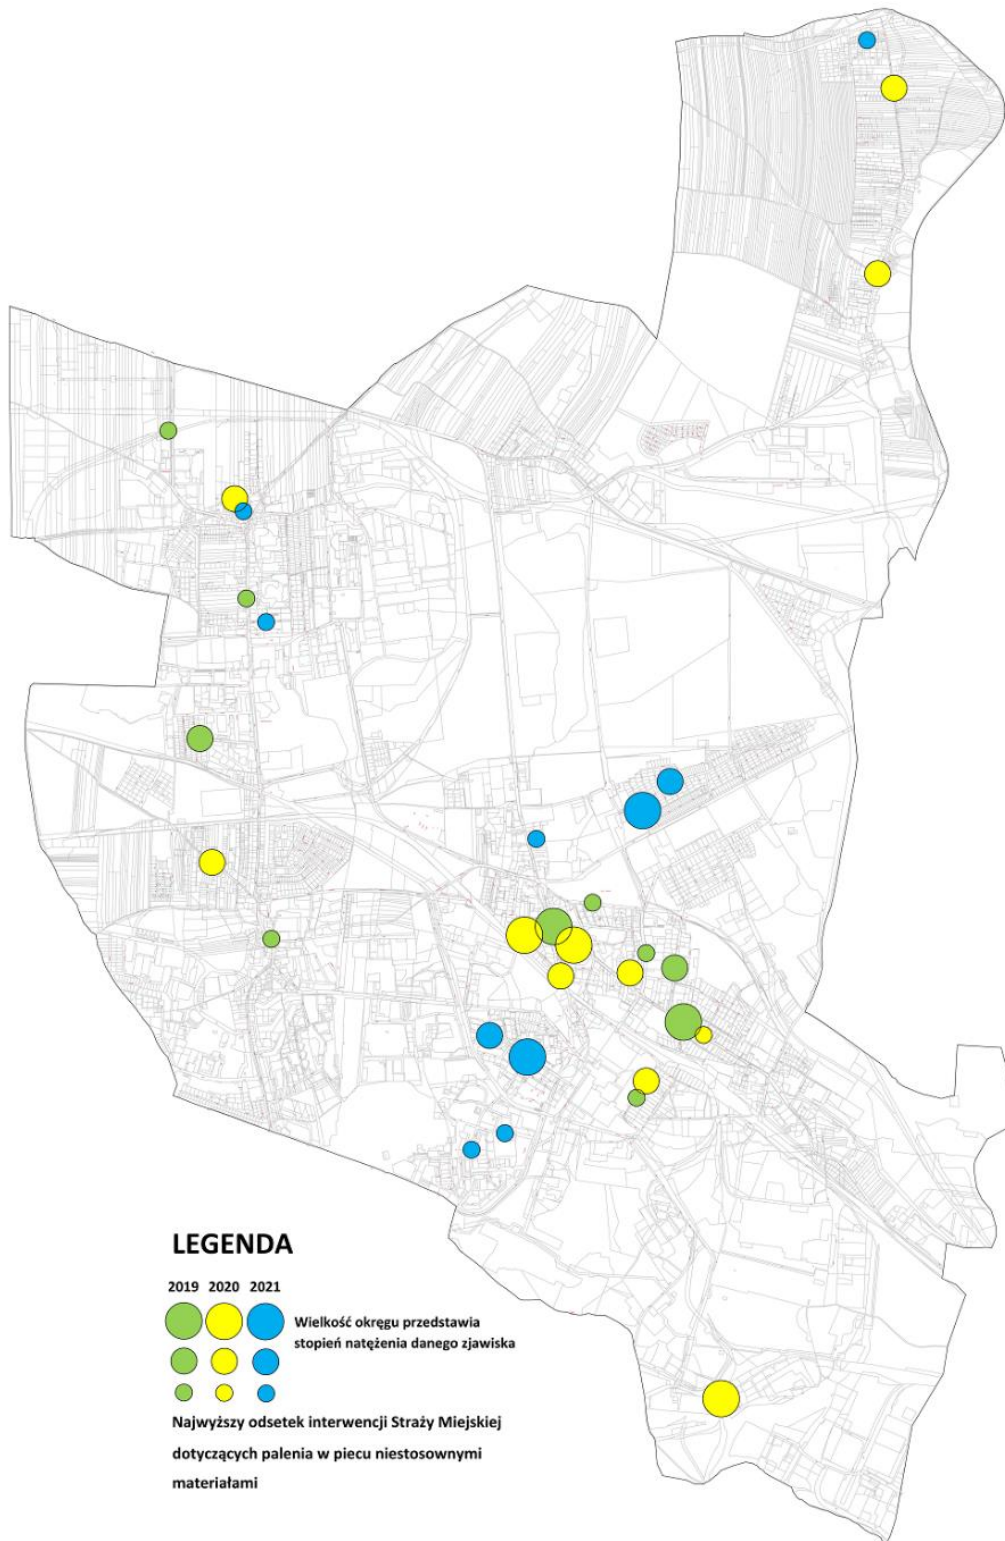 LEGENDA
2019 2020 2021
Wielkość okręgu przedstawia
stopień natężenia danego zjawiska
Najwyższy odsetek interwencji Straży Miejskiej
dotyczących palenia w piecu niestosownymi
materiałami